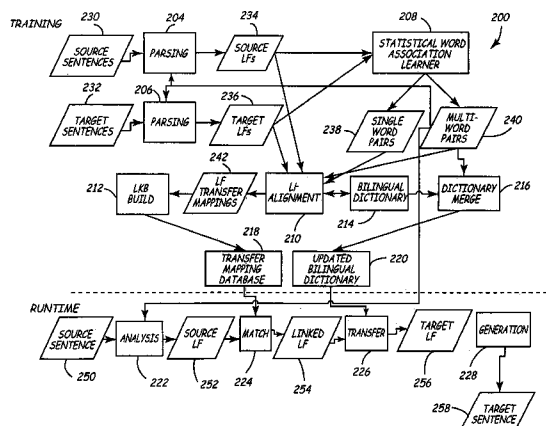 TRAINING
230
204
234
208
200
SOURCE
SENTENCES
PARSING
SOURCE
LFs
STATISTICAL WORD
ASSOCIATION
LEARNER
232
206
236
TARGET
SENTENCES
PARSING
TARGET
LFs
SINGLE
WORD
PAIRS
238
MULTI-
WORD
PAIRS
240
242
212
LKB
BUILD
LF
TRANSFER
MAPPINGS
LF
ALIGNMENT
210
BILINGUAL
DICTIONARY
214
DICTIONARY
MERGE
216
218
TRANSFER
MAPPING
DATABASE
UPDATED
BILINGUAL
DICTIONARY
220
RUNTIME
SOURCE
SENTENCE
250
ANALYSIS
222
SOURCE
LF
252
MATCH
224
LINKED
LF
254
TRANSFER
226
TARGET
LF
256
GENERATION
228
258
TARGET
SENTENCE